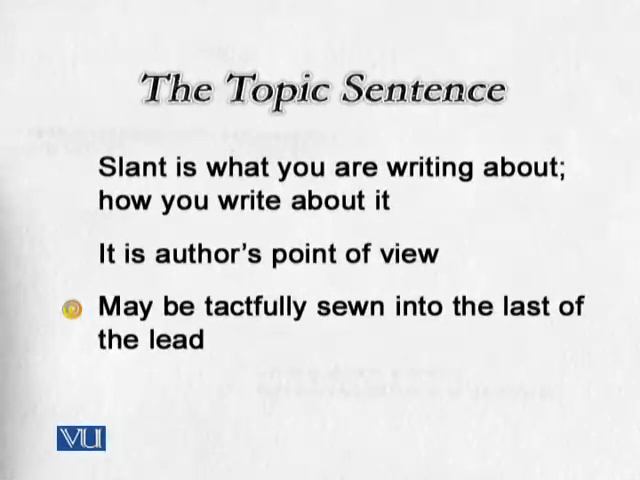 The Topic Sentence
Slant is what you are writing about;
how you write about it
It is author's point of view
May be tactfully sewn into the last of
the lead
VU